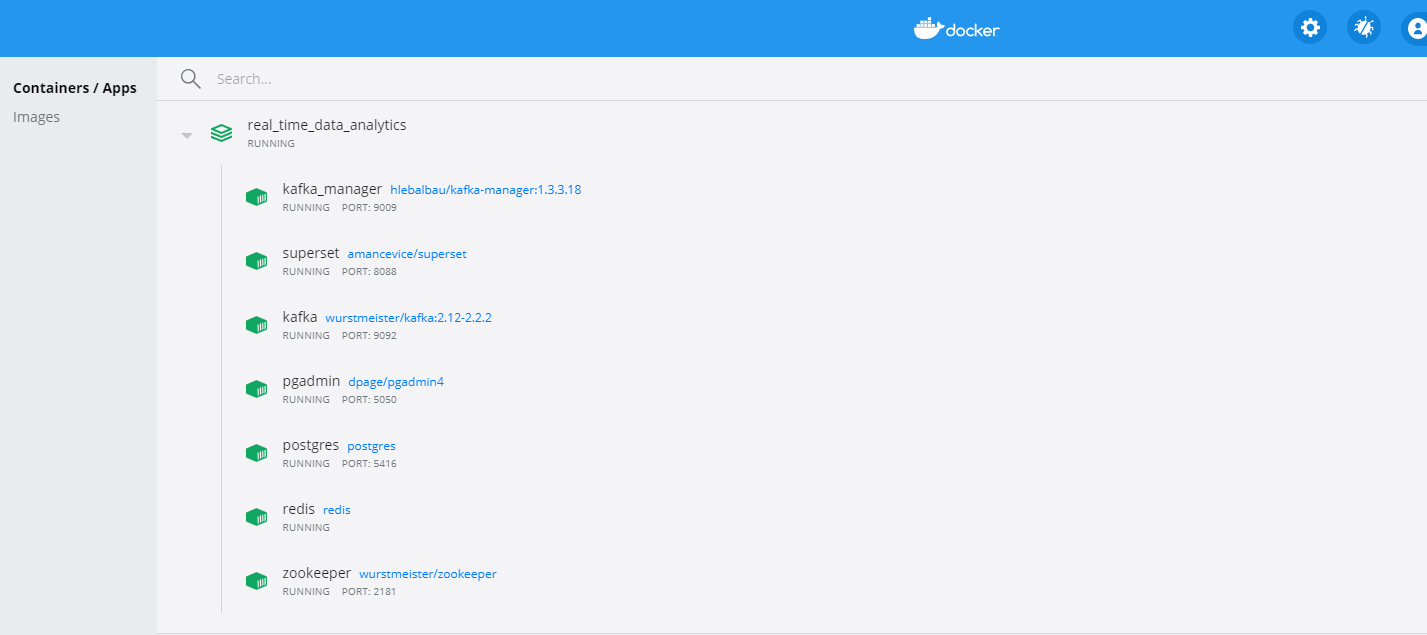 docker
Containers / Apps
Images
Search...
real_time_data_analytics
RUNNING
kafka_manager hlebalbau/kafka-manager:1.3.3.18
RUNNING PORT: 9009
superset amancevice/superset
RUNNING PORT: 8088
kafka wurstmeister/kafka:2.12-2.2.2
RUNNING PORT: 9092
pgadmin dpage/pgadmin4
RUNNING PORT: 5050
postgres postgres
RUNNING PORT: 5416
redis redis
RUNNING
zookeeper wurstmeister/zookeeper
RUNNING PORT: 2181